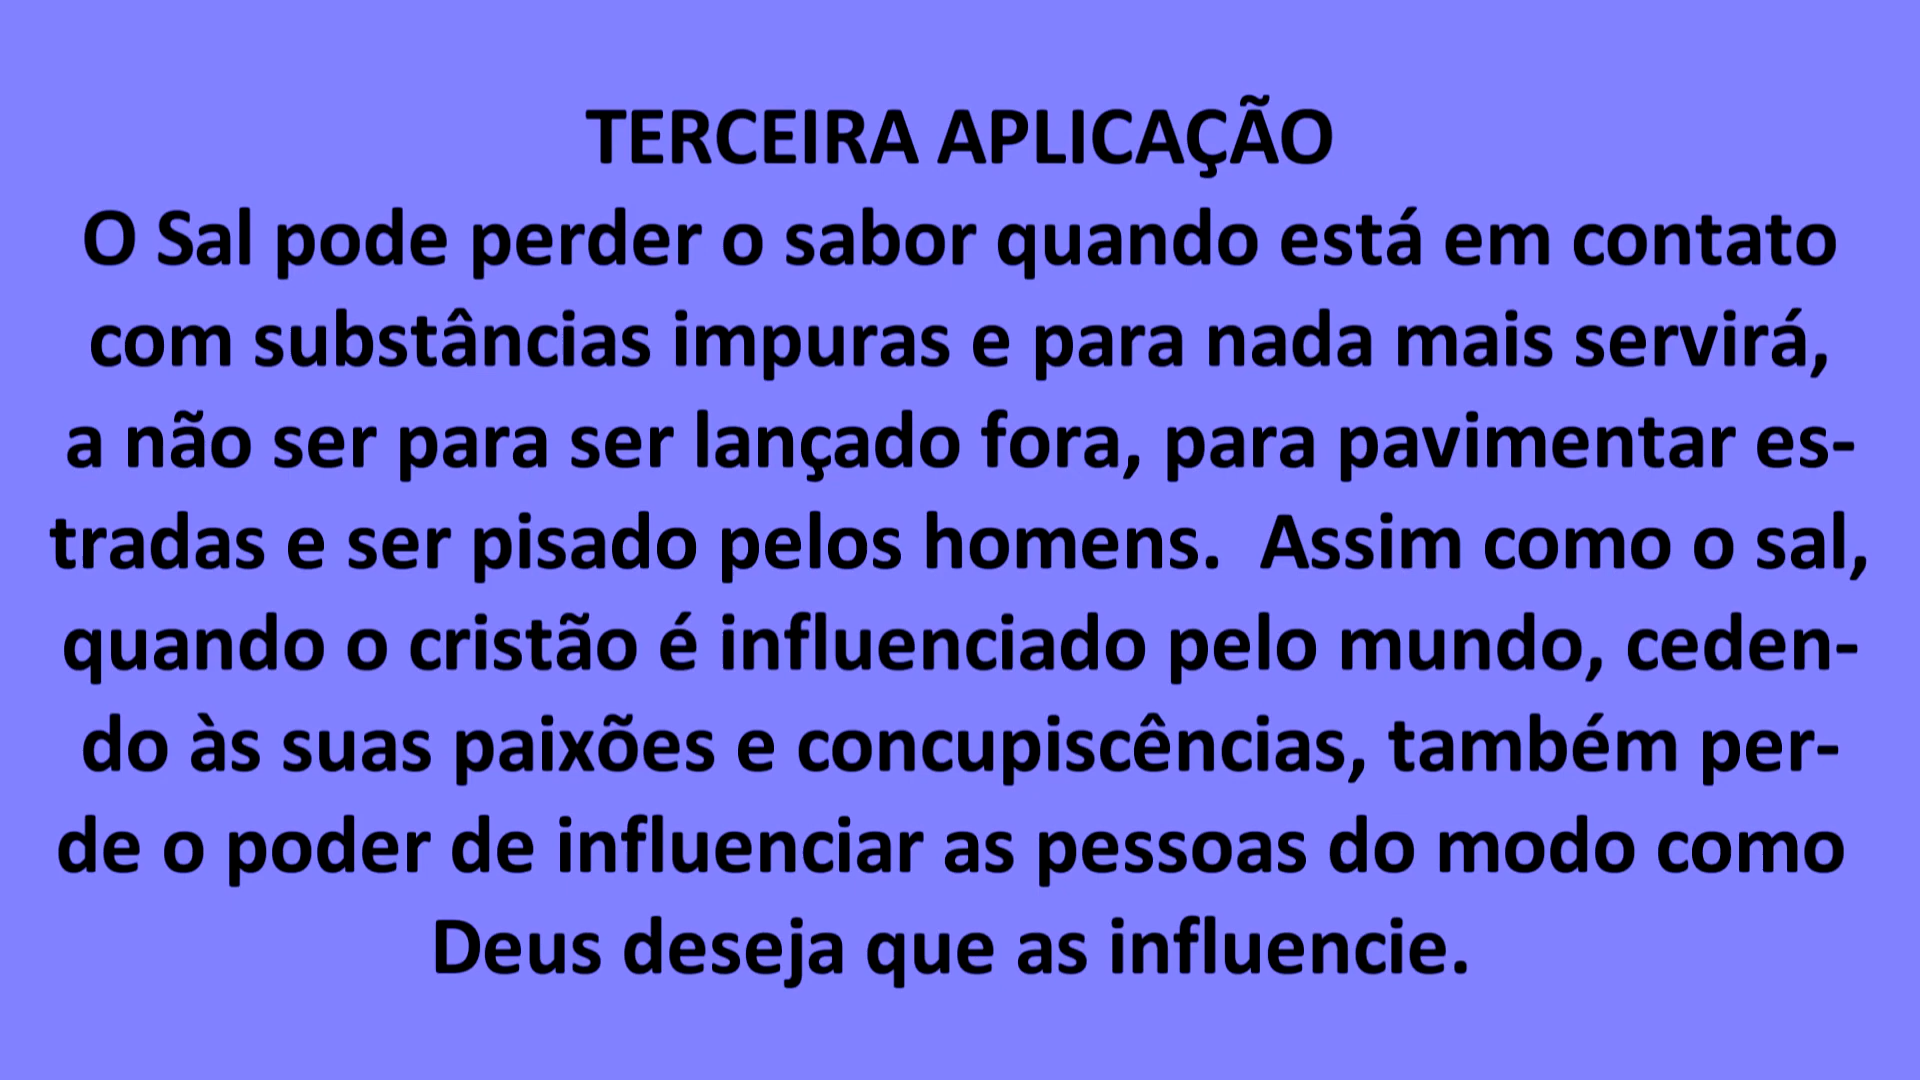 TERCEIRA APLICAÇÃO
O Sal pode perder o sabor quando está em contato
com substâncias impuras e para nada mais servirá,
a não ser para ser lançado fora, para pavimentar es-
tradas e ser pisado pelos homens.  Assim como o sal,
quando o cristão é influenciado pelo mundo, ceden-
do às suas paixões e concupiscências, também per-
de o poder de influenciar as pessoas do modo como
Deus deseja que as influencie.